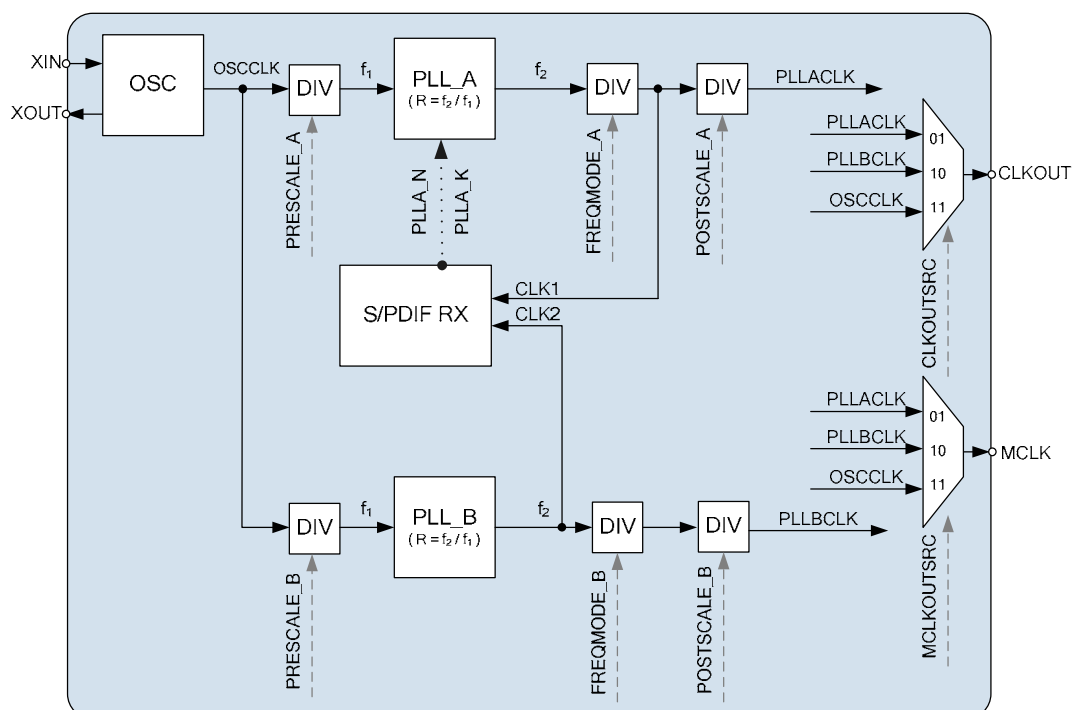 XIN
XOUT
OSC
OSCCLK
DIV
PRESCALE_A
f₁
PLL_A
(R=f₂/f₁)
f₂
DIV
FREQMODE_A
DIV
POSTSCALE_A
PLLACLK
PLLA_N
PLLA_K
S/PDIF RX
CLK1
CLK2
PLLACLK
01
PLLBCLK
10
OSCCLK
11
CLKOUT
CLKOUTSRC
PLLACLK
01
PLLBCLK
10
OSCCLK
11
MCLK
MCLKOUTSRC
DIV
PRESCALE_B
f₁
PLL_B
(R=f₂/f₁)
f₂
DIV
FREQMODE_B
DIV
POSTSCALE_B
PLLBCLK